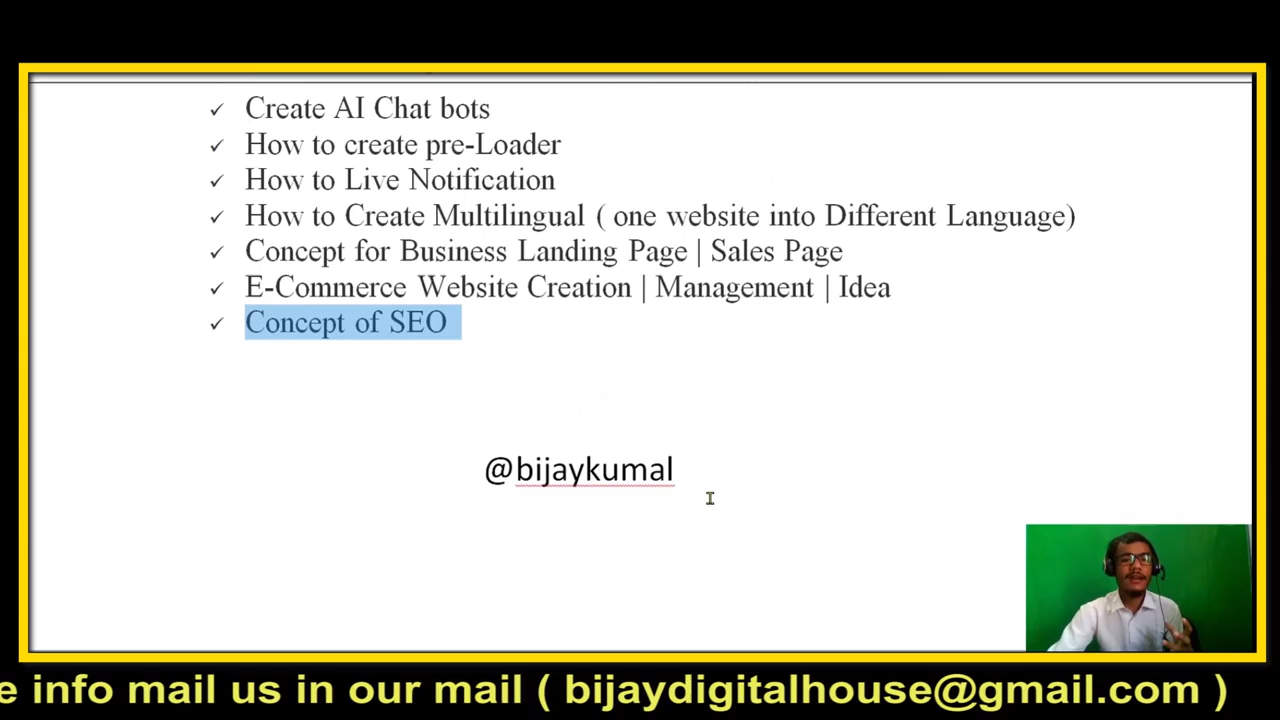 Create AI Chat bots
How to create pre-Loader
How to Live Notification
How to Create Multilingual ( one website into Different Language)
Concept for Business Landing Page | Sales Page
E-Commerce Website Creation | Management | Idea
Concept of SEO
@bijaykumal
e info mail us in our mail ( bijaydigitalhouse@gmail.com )